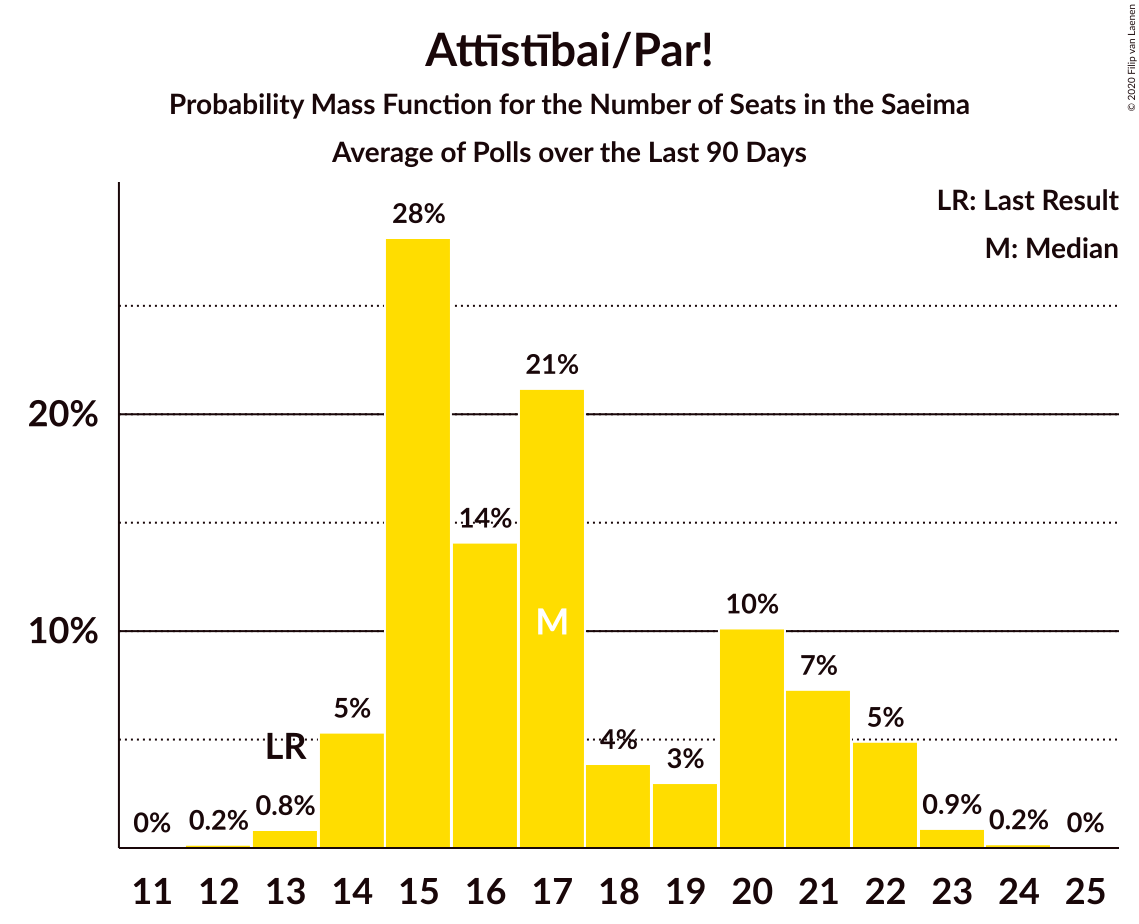 © 2020 Filip van Laenen
Attīstībai/Par!
Probability Mass Function for the Number of Seats in the Saeima
Average of Polls over the Last 90 Days
LR: Last Result
M: Median
28%
21%
20%
14%
M
10%
10%
7%
5%
5%
LR
4%
3%
0%
0.2%
0.8%
0.9%
0.2%
0%
11 12 13 14 15 16 17 18 19 20 21 22 23 24 25